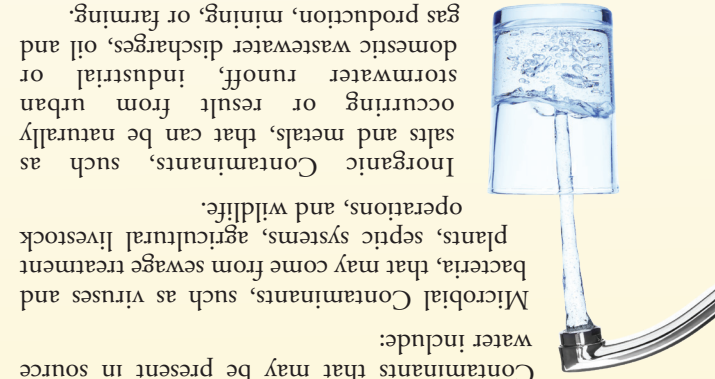 Contaminants that may be present in source
water include:
Microbial Contaminants, such as viruses and
bacteria, that may come from sewage treatment
plants, septic systems, agricultural livestock
operations, and wildlife.
Inorganic Contaminants, such as
salts and metals, that can be naturally
occurring or result from urban
stormwater runoff, industrial or
domestic wastewater discharges, oil and
gas production, mining, or farming.